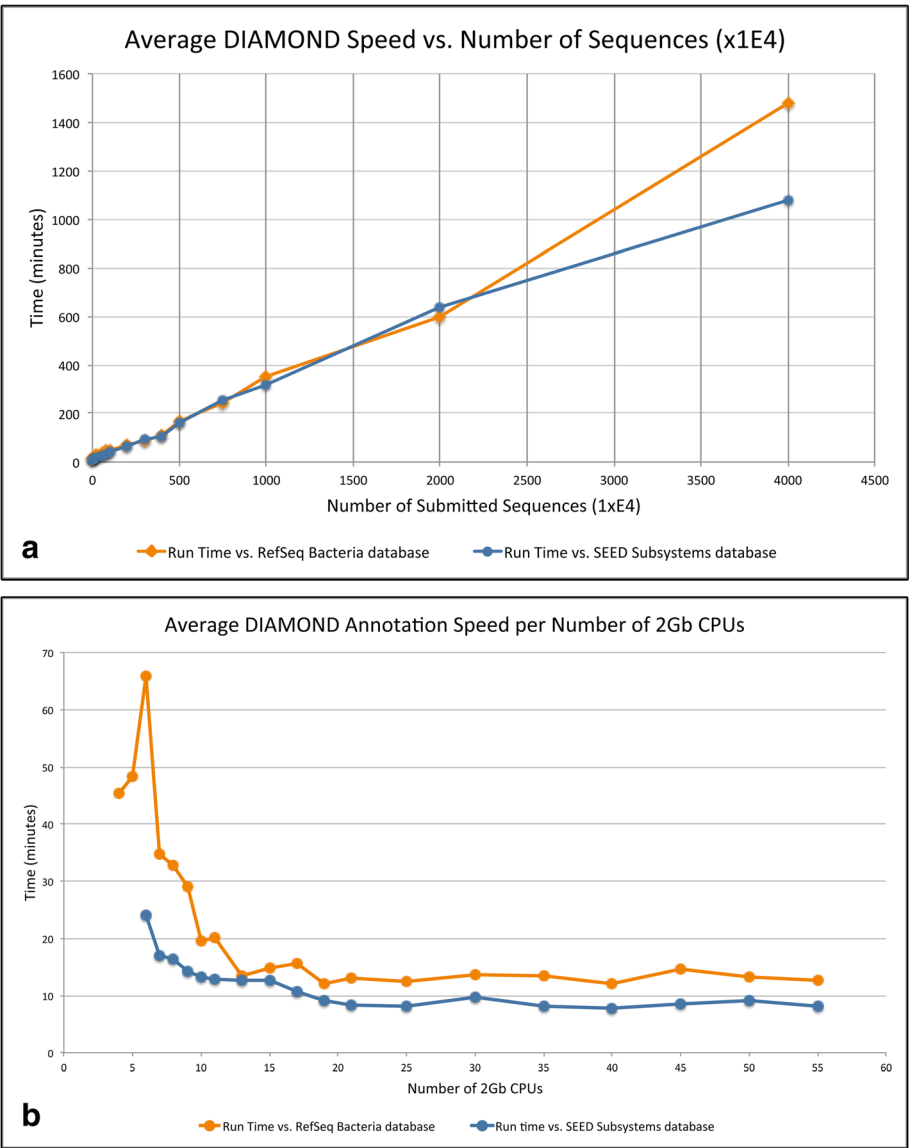 Average DIAMOND Speed vs. Number of Sequences (x1E4)
1600
1400
1200
1000
800
600
400
200
0
Time (minutes)
0 500 1000 1500 2000 2500 3000 3500 4000 4500
Number of Submitted Sequences (1xE4)
a
Run Time vs. RefSeq Bacteria database Run Time vs. SEED Subsystems database
Average DIAMOND Annotation Speed per Number of 2Gb CPUs
70
60
50
40
30
20
10
0
Time (minutes)
0 5 10 15 20 25 30 35 40 45 50 55 60
Number of 2Gb CPUs
b
Run Time vs. RefSeq Bacteria database Run time vs. SEED Subsystems database